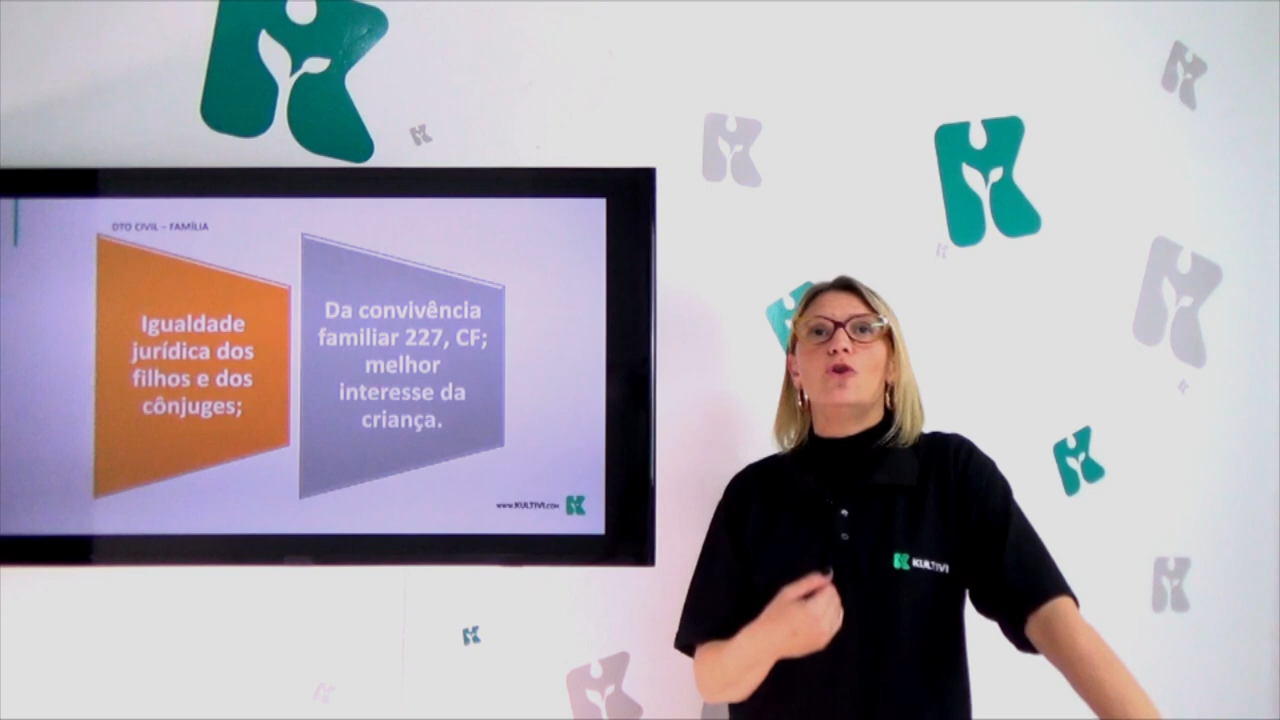 DTO CIVIL – FAMÍLIA
Igualdade
jurídica dos
filhos e dos
cônjuges;
Da convivência
familiar 227, CF;
melhor
interesse da
criança.
www.KULTIVI.COM
KULTIVI